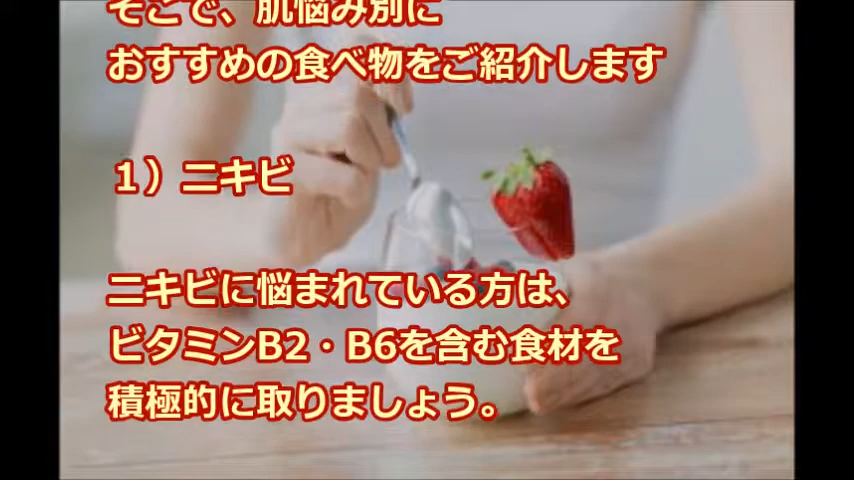 そこで、肌悩み別に
おすすめの食べ物をご紹介します
１）ニキビ
ニキビに悩まれている方は、
ビタミンB2・B6を含む食材を
積極的に取りましょう。